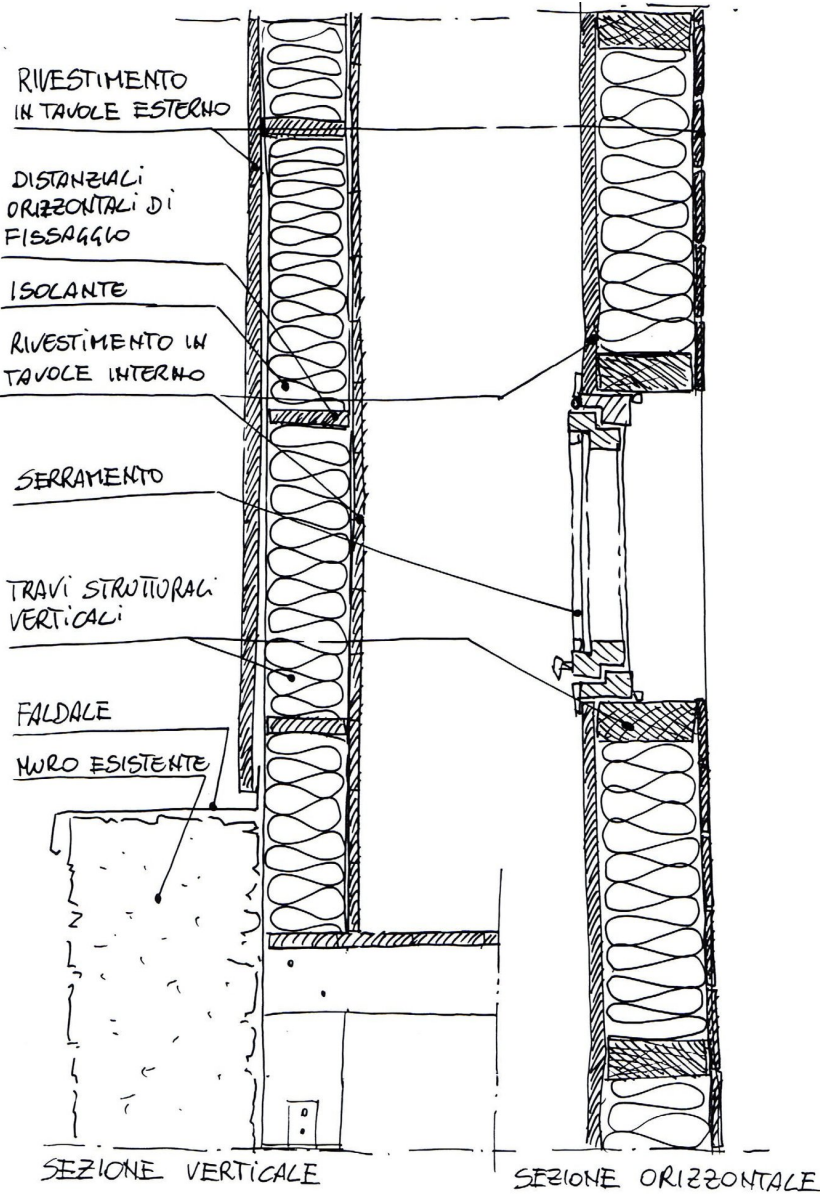 RIVESTIMENTO
IN TAVOLE ESTERNO
DISTANZIALI
ORIZZONTALI DI
FISSAGGIO
ISOLANTE
RIVESTIMENTO IN
TAVOLE INTERNO
SERRAMENTO
TRAVI STRUTTURALI
VERTICALI
FALDALE
MURO ESISTENTE
SEZIONE VERTICALE
SEZIONE ORIZZONTALE